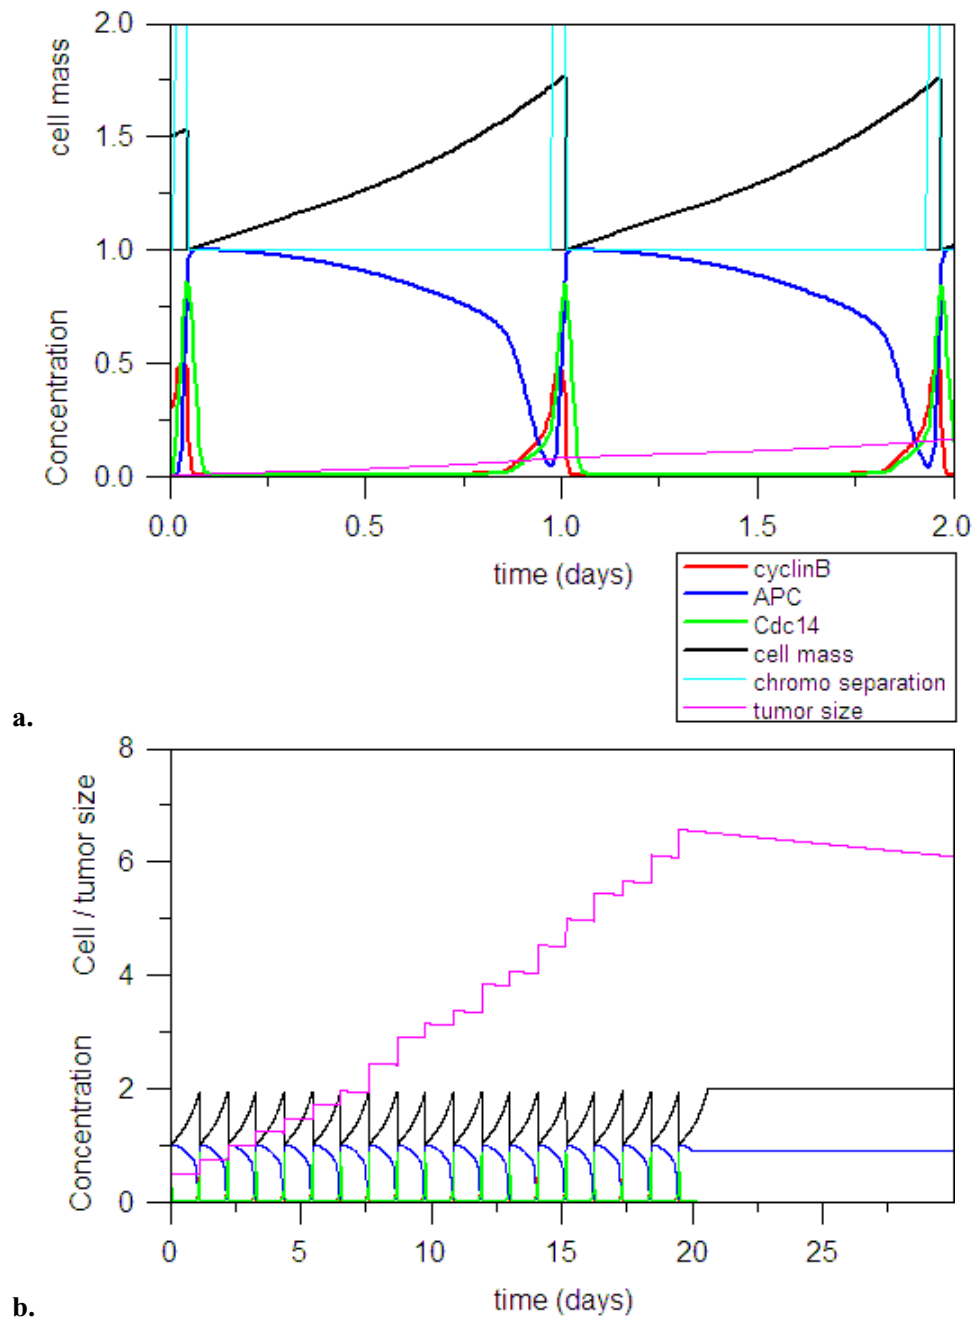 2.0
cell mass
1.5
1.0
Concentration
0.5
0.0
0.0 0.5 1.0 1.5 2.0
time (days)
cyclinB
APC
Cdc14
cell mass
chromo separation
tumor size
a.
8
Cell / tumor size
6
4
Concentration
2
0
0 5 10 15 20 25
time (days)
b.